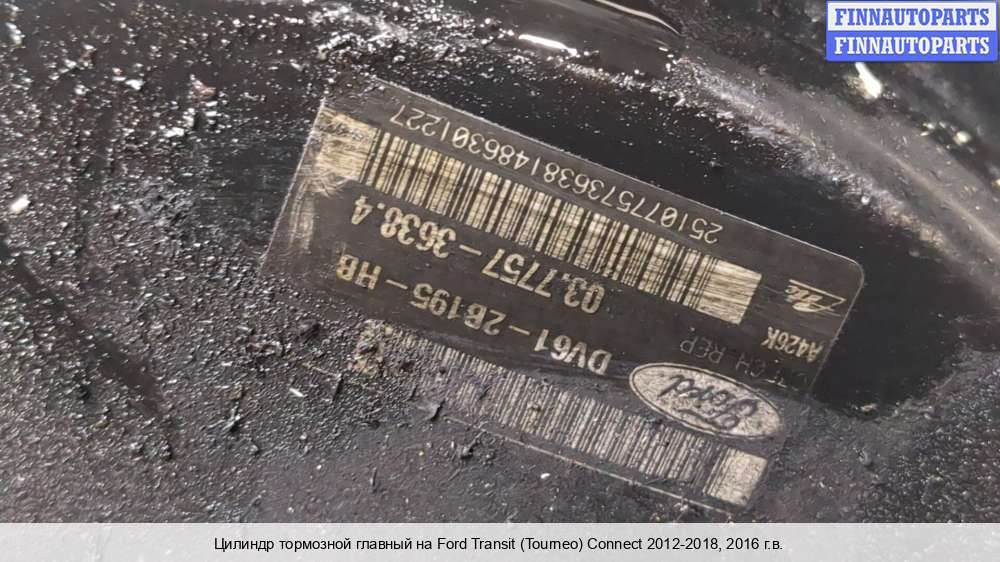 FINNAUTOPARTS
FINNAUTOPARTS
Ford
DV61-2B195-HB
A426K
03.7757-3638.4
Ate
2510775736381486301227
Цилиндр тормозной главный на Ford Transit (Tourneo) Connect 2012-2018, 2016 г.в.